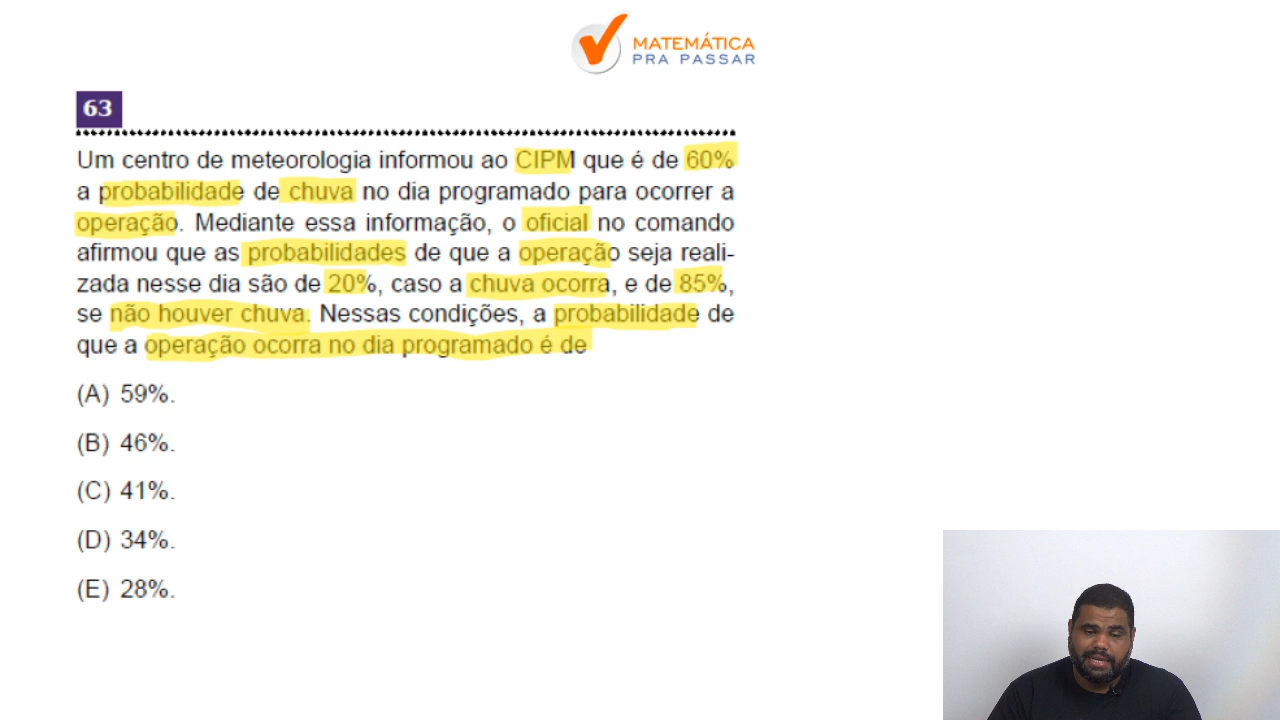 MATEMÁTICA
PRA PASSAR
63
Um centro de meteorologia informou ao CIPM que é de 60%
a probabilidade de chuva no dia programado para ocorrer a
operação. Mediante essa informação, o oficial no comando
afirmou que as probabilidades de que a operação seja reali-
zada nesse dia são de 20%, caso a chuva ocorra, e de 85%,
se não houver chuva. Nessas condições, a probabilidade de
que a operação ocorra no dia programado é de
(A) 59%.
(B) 46%.
(C) 41%.
(D) 34%.
(E) 28%.